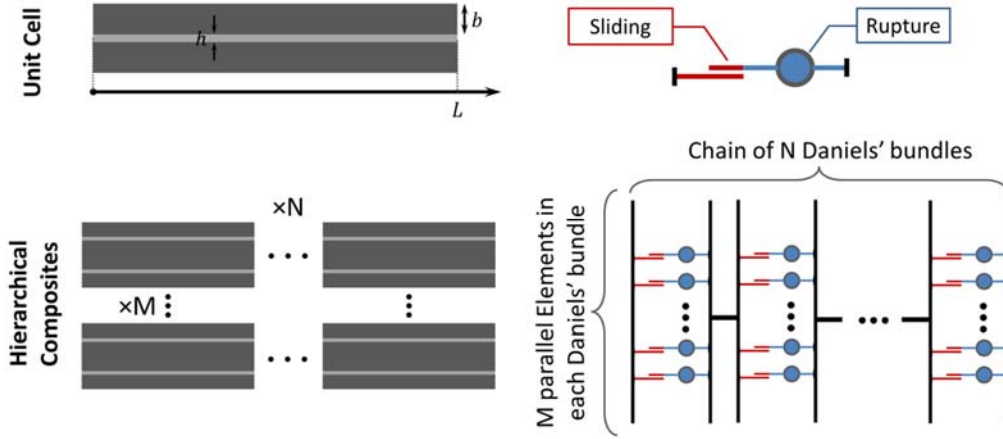 Unit Cell
h
b
L
Sliding
Rupture
Hierarchical
Composites
×N
×M
Chain of N Daniels' bundles
M parallel Elements in
each Daniels' bundle